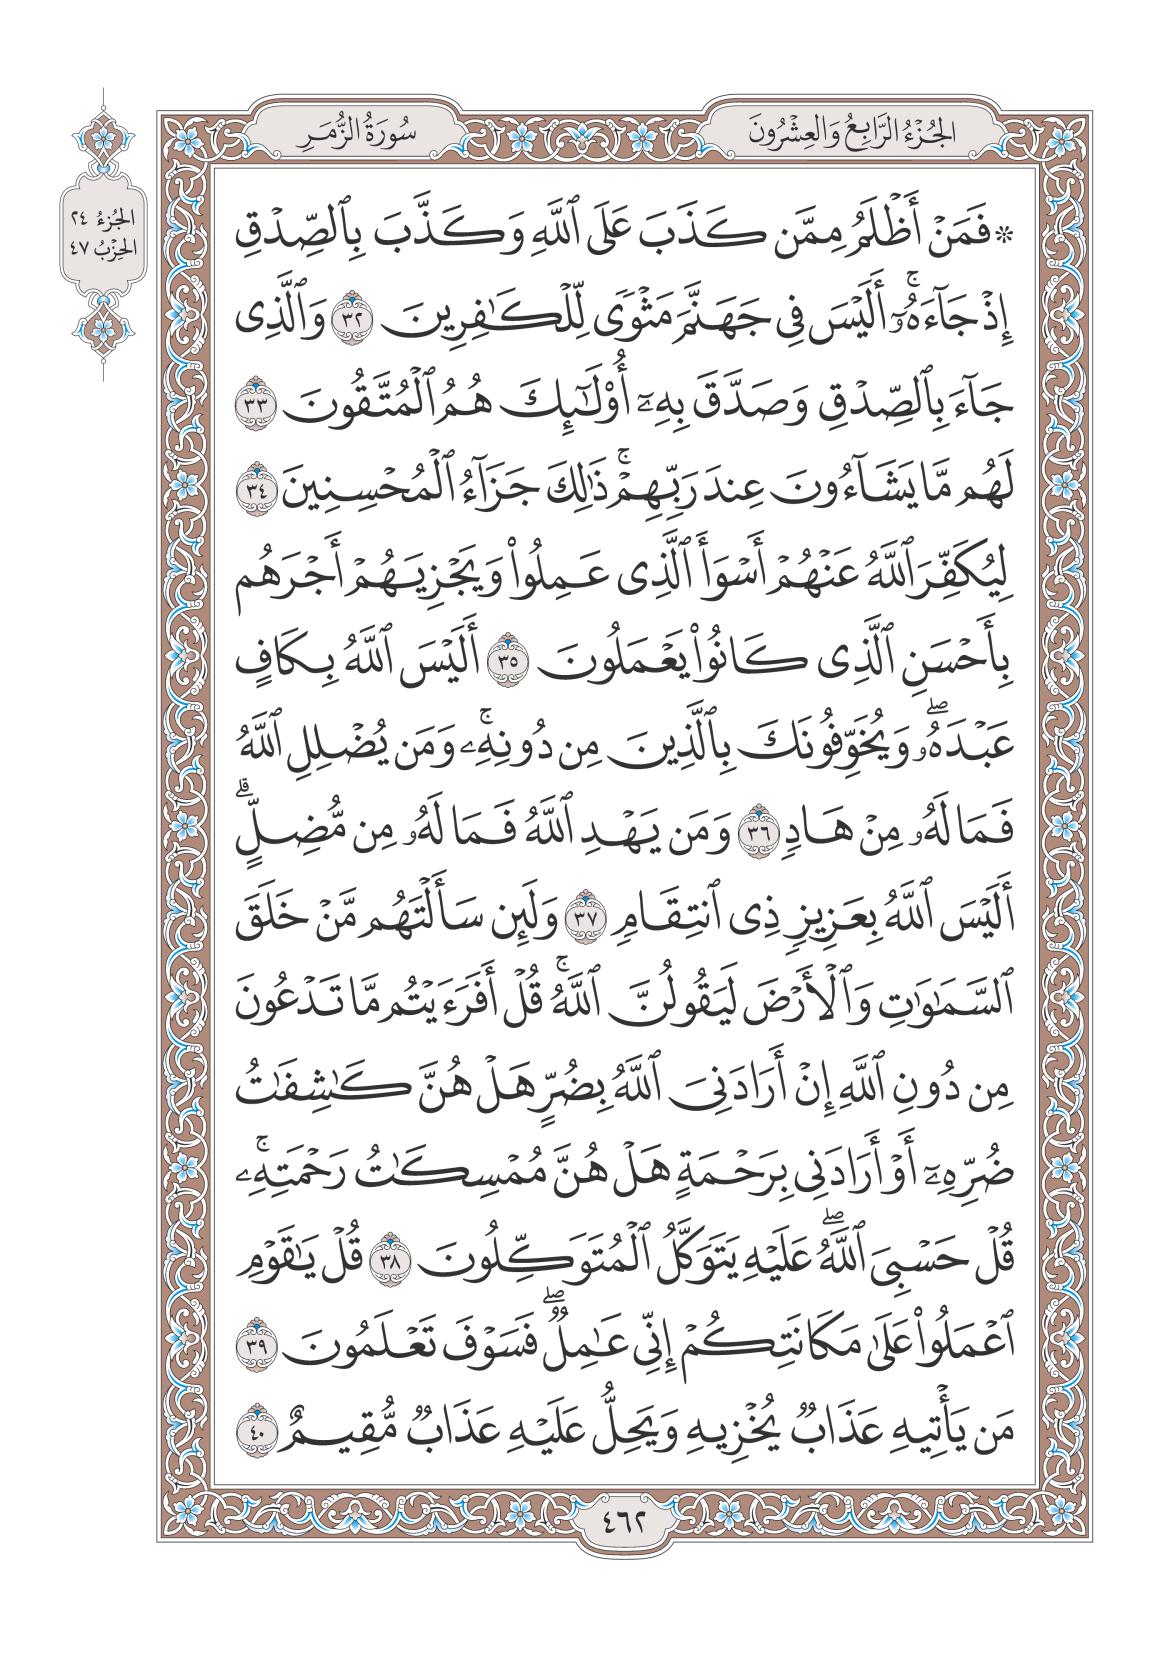 الجُزْءُ الرَّابِعُ وَالعِشْرُونَ
سُورَةُ الزُّمَرِ
الجُزءُ ٢٤
الحِزْبُ ٤٧
۞ فَمَنْ أَظْلَمُ مِمَّن كَذَبَ عَلَى ٱللَّهِ وَكَذَّبَ بِٱلصِّدْقِ
إِذْ جَآءَهُۥٓۚ أَلَيْسَ فِى جَهَنَّمَ مَثْوًى لِّلْكَـٰفِرِينَ ٣٢ وَٱلَّذِى
جَآءَ بِٱلصِّدْقِ وَصَدَّقَ بِهِۦٓ أُوْلَـٰٓئِكَ هُمُ ٱلْمُتَّقُونَ ٣٣
لَهُم مَّا يَشَآءُونَ عِندَ رَبِّهِمْۚ ذَٰلِكَ جَزَآءُ ٱلْمُحْسِنِينَ ٣٤
لِيُكَفِّرَ ٱللَّهُ عَنْهُمْ أَسْوَأَ ٱلَّذِى عَمِلُوا۟ وَيَجْزِيَهُمْ أَجْرَهُم
بِأَحْسَنِ ٱلَّذِى كَانُوا۟ يَعْمَلُونَ ٣٥ أَلَيْسَ ٱللَّهُ بِكَافٍ
عَبْدَهُۥۖ وَيُخَوِّفُونَكَ بِٱلَّذِينَ مِن دُونِهِۦۚ وَمَن يُضْلِلِ ٱللَّهُ
فَمَا لَهُۥ مِنْ هَادٍ ٣٦ وَمَن يَهْدِ ٱللَّهُ فَمَا لَهُۥ مِن مُّضِلٍّۗ
أَلَيْسَ ٱللَّهُ بِعَزِيزٍ ذِى ٱنتِقَامٍ ٣٧ وَلَئِن سَأَلْتَهُم مَّنْ خَلَقَ
ٱلسَّمَـٰوَٰتِ وَٱلْأَرْضَ لَيَقُولُنَّ ٱللَّهُۚ قُلْ أَفَرَءَيْتُم مَّا تَدْعُونَ
مِن دُونِ ٱللَّهِ إِنْ أَرَادَنِىَ ٱللَّهُ بِضُرٍّ هَلْ هُنَّ كَـٰشِفَـٰتُ
ضُرِّهِۦٓ أَوْ أَرَادَنِى بِرَحْمَةٍ هَلْ هُنَّ مُمْسِكَـٰتُ رَحْمَتِهِۦۚ
قُلْ حَسْبِىَ ٱللَّهُۖ عَلَيْهِ يَتَوَكَّلُ ٱلْمُتَوَكِّلُونَ ٣٨ قُلْ يَـٰقَوْمِ
ٱعْمَلُوا۟ عَلَىٰ مَكَانَتِكُمْ إِنِّى عَـٰمِلٌۖ فَسَوْفَ تَعْلَمُونَ ٣٩
مَن يَأْتِيهِ عَذَابٌ يُخْزِيهِ وَيَحِلُّ عَلَيْهِ عَذَابٌ مُّقِيمٌ ٤٠
٤٦٢